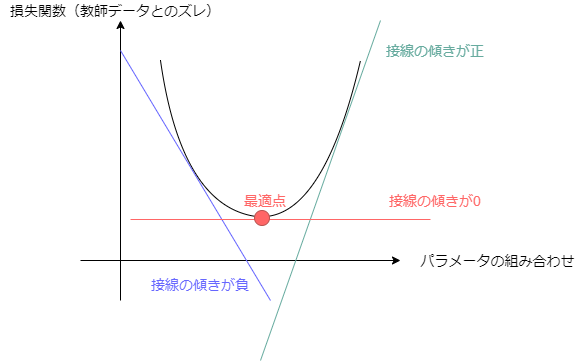 損失関数（教師データとのズレ）
接線の傾きが正
最適点
接線の傾きが0
パラメータの組み合わせ
接線の傾きが負